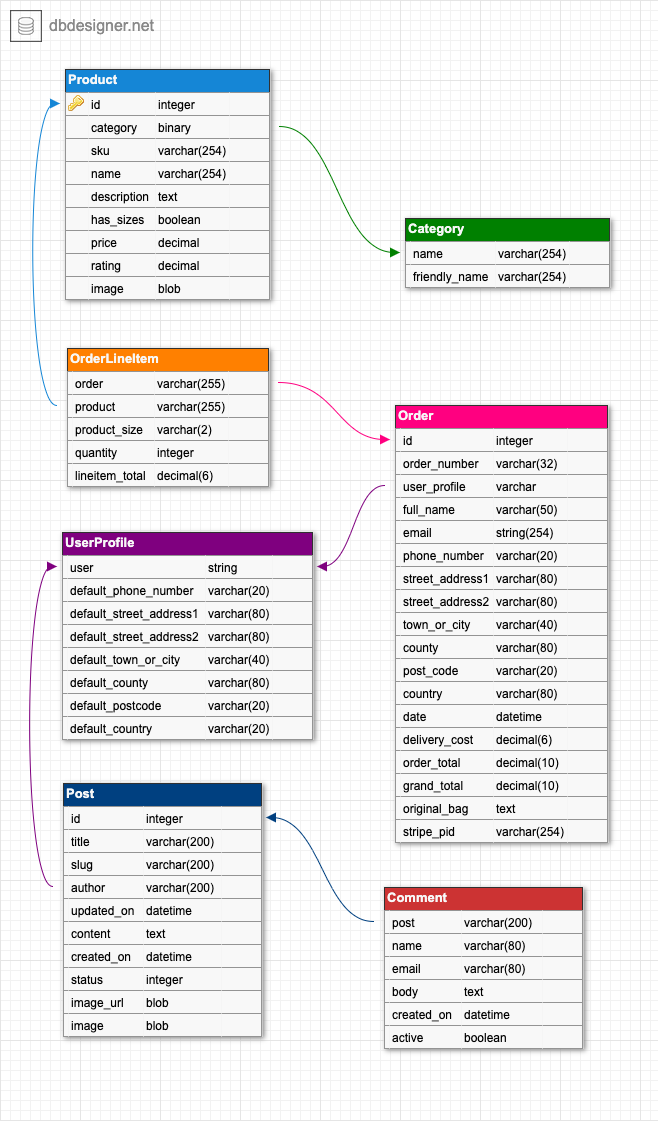 dbdesigner.net
Product
id integer
category binary
sku varchar(254)
name varchar(254)
description text
has_sizes boolean
price decimal
rating decimal
image blob
Category
name varchar(254)
friendly_name varchar(254)
OrderLineItem
order varchar(255)
product varchar(255)
product_size varchar(2)
quantity integer
lineitem_total decimal(6)
Order
id integer
order_number varchar(32)
user_profile varchar
full_name varchar(50)
email string(254)
phone_number varchar(20)
street_address1 varchar(80)
street_address2 varchar(80)
town_or_city varchar(40)
county varchar(80)
post_code varchar(20)
country varchar(80)
date datetime
delivery_cost decimal(6)
order_total decimal(10)
grand_total decimal(10)
original_bag text
stripe_pid varchar(254)
UserProfile
user string
default_phone_number varchar(20)
default_street_address1 varchar(80)
default_street_address2 varchar(80)
default_town_or_city varchar(40)
default_county varchar(80)
default_postcode varchar(20)
default_country varchar(20)
Post
id integer
title varchar(200)
slug varchar(200)
author varchar(200)
updated_on datetime
content text
created_on datetime
status integer
image_url blob
image blob
Comment
post varchar(200)
name varchar(80)
email varchar(80)
body text
created_on datetime
active boolean